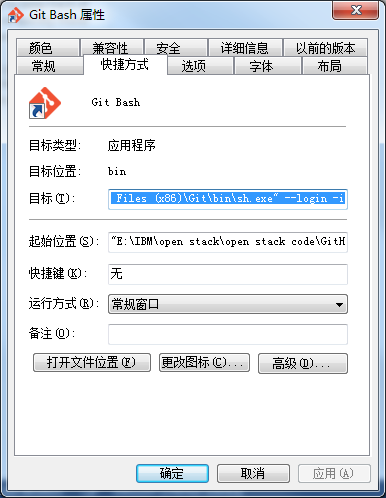 Git Bash 属性
颜色 兼容性 安全 详细信息 以前的版本
常规 快捷方式 选项 字体 布局
Git Bash
目标类型: 应用程序
目标位置: bin
目标(T): Files (x86)\Git\bin\sh.exe" --login -i
起始位置(S): "E:\IBM\open stack\open stack code\GitH
快捷键(K): 无
运行方式(R): 常规窗口
备注(O):
打开文件位置(F) 更改图标(C)... 高级(D)...
确定 取消 应用(A)